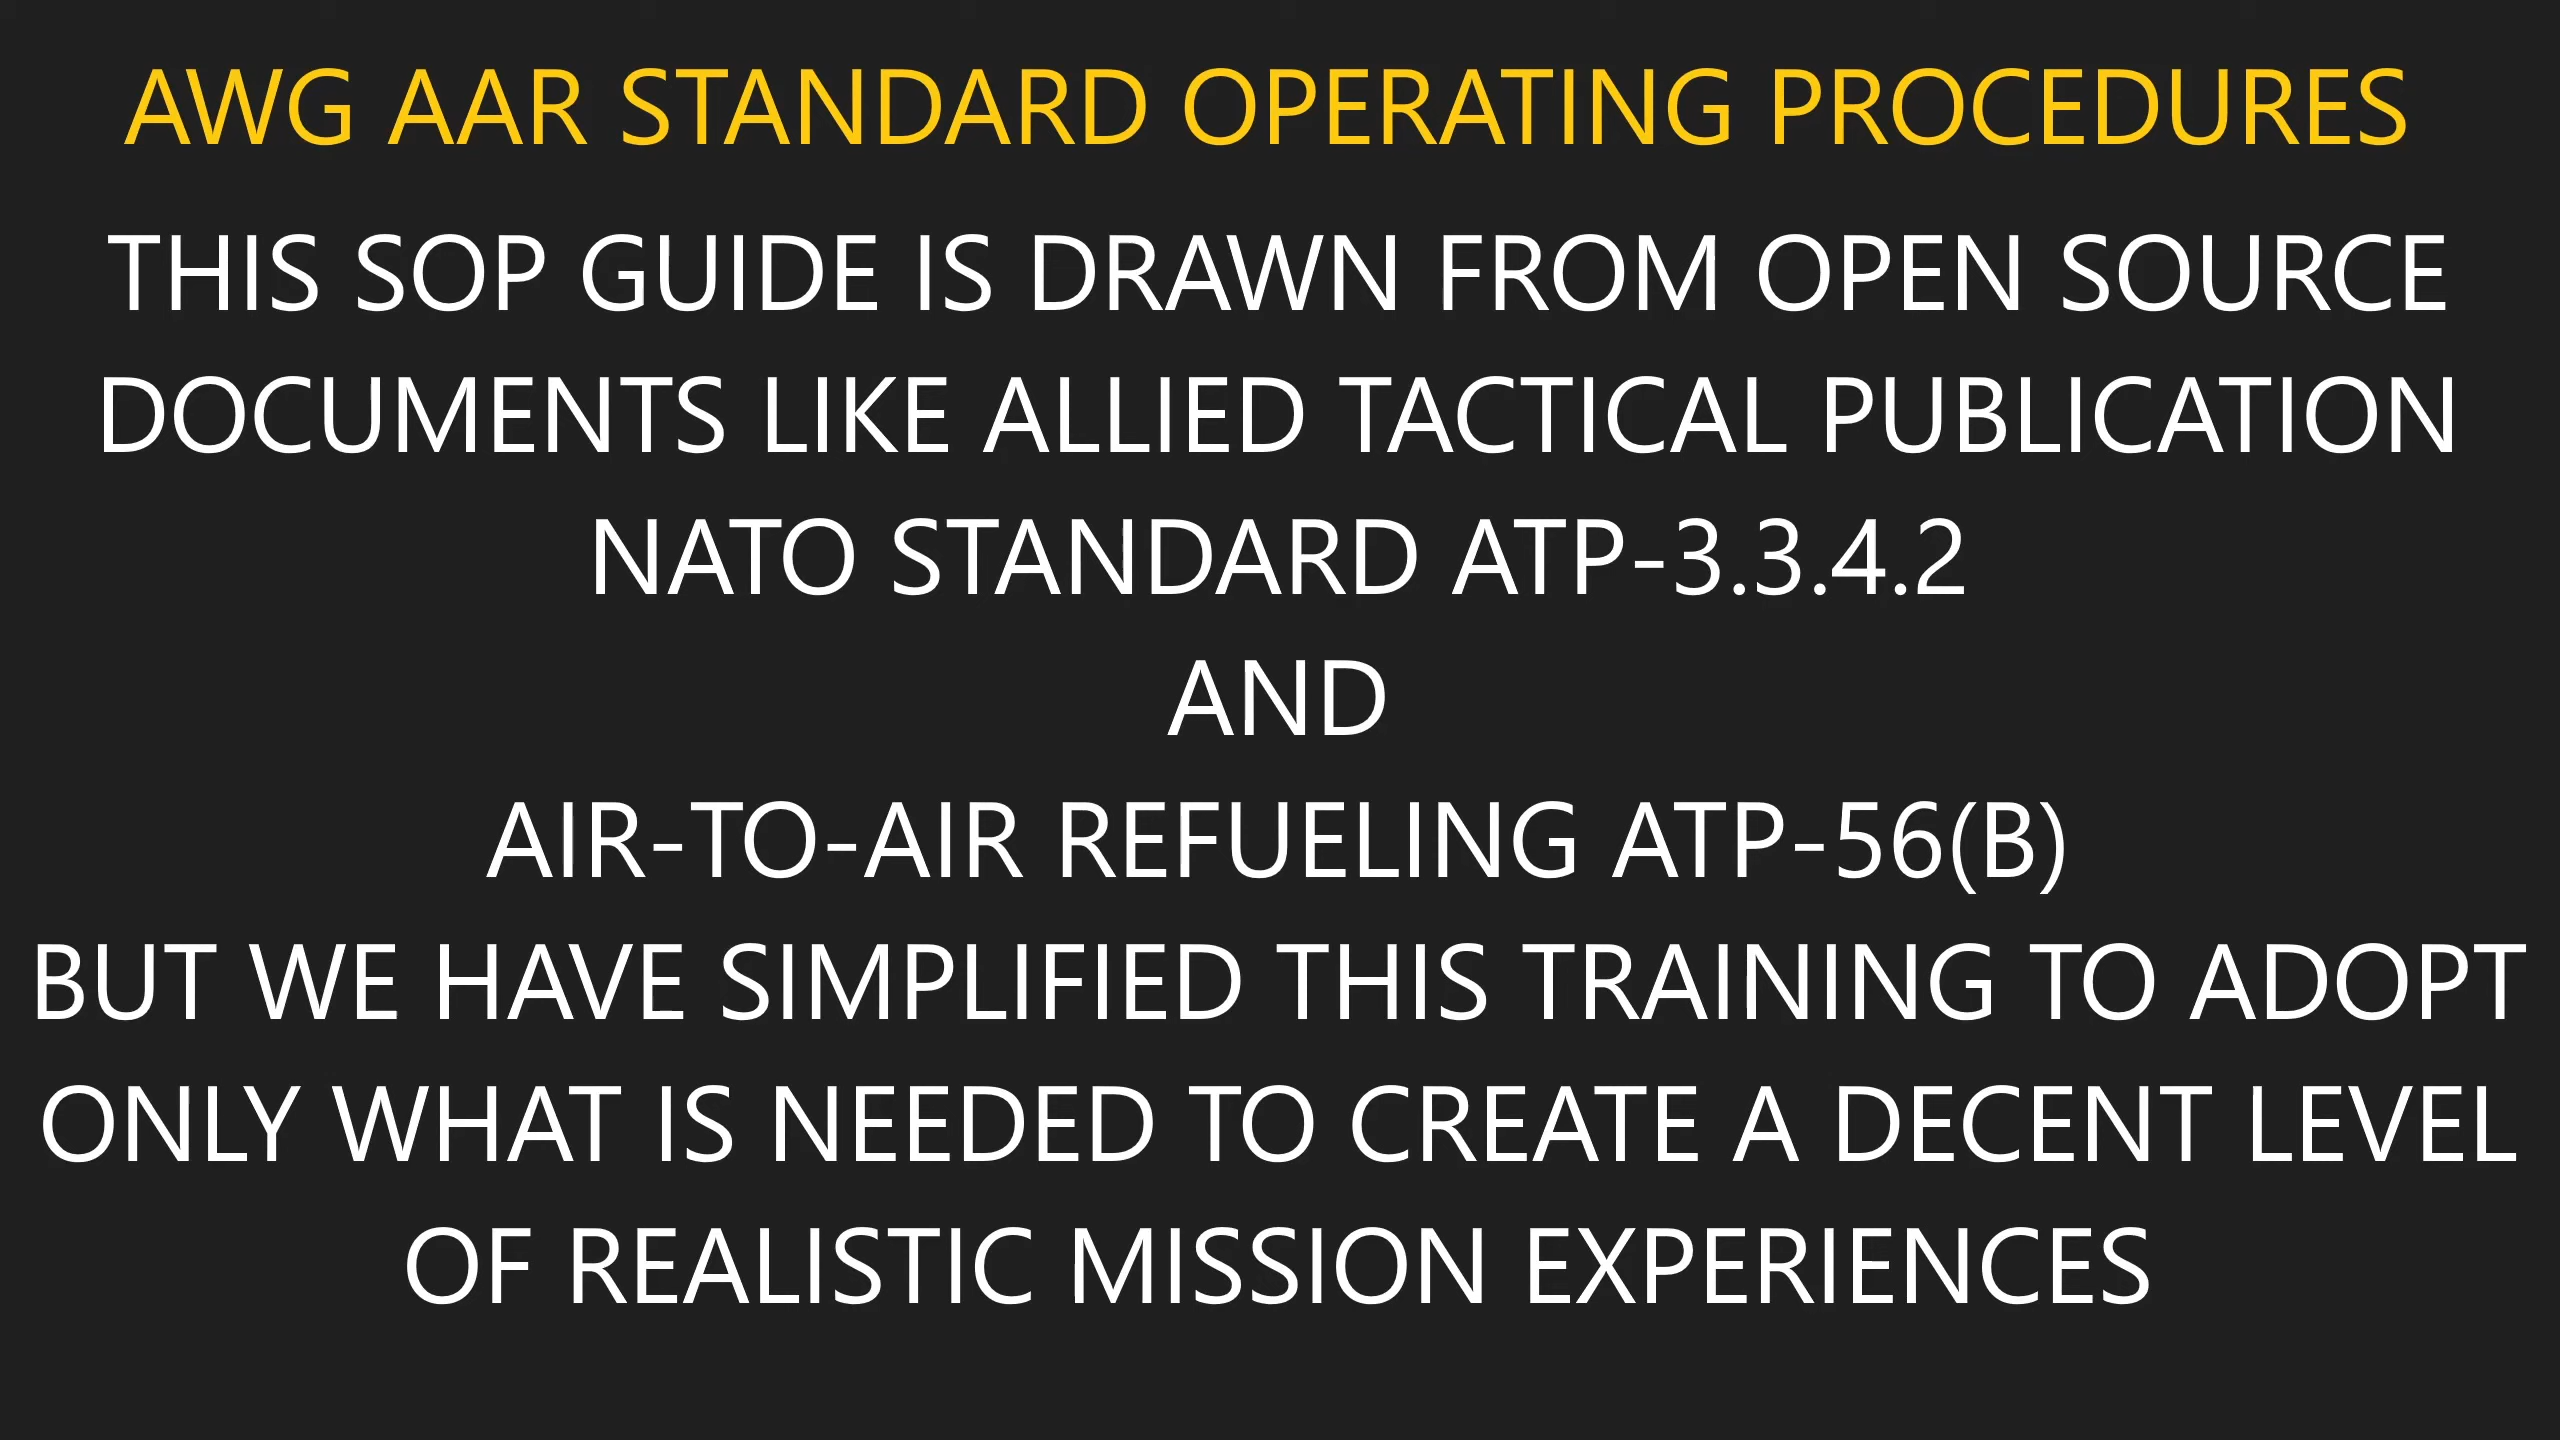 AWG AAR STANDARD OPERATING PROCEDURES
THIS SOP GUIDE IS DRAWN FROM OPEN SOURCE
DOCUMENTS LIKE ALLIED TACTICAL PUBLICATION
NATO STANDARD ATP-3.3.4.2
AND
AIR-TO-AIR REFUELING ATP-56(B)
BUT WE HAVE SIMPLIFIED THIS TRAINING TO ADOPT
ONLY WHAT IS NEEDED TO CREATE A DECENT LEVEL
OF REALISTIC MISSION EXPERIENCES